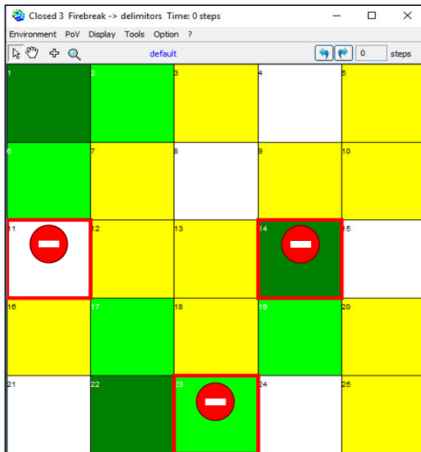 Closed 3 Firebreak -> delimitors Time: 0 steps
Environment PoV Display Tools Option ?
default 0 steps
1 2 3 4 5
6 7 8 9 10
11 12 13 14 15
16 17 18 19 20
21 22 23 24 25